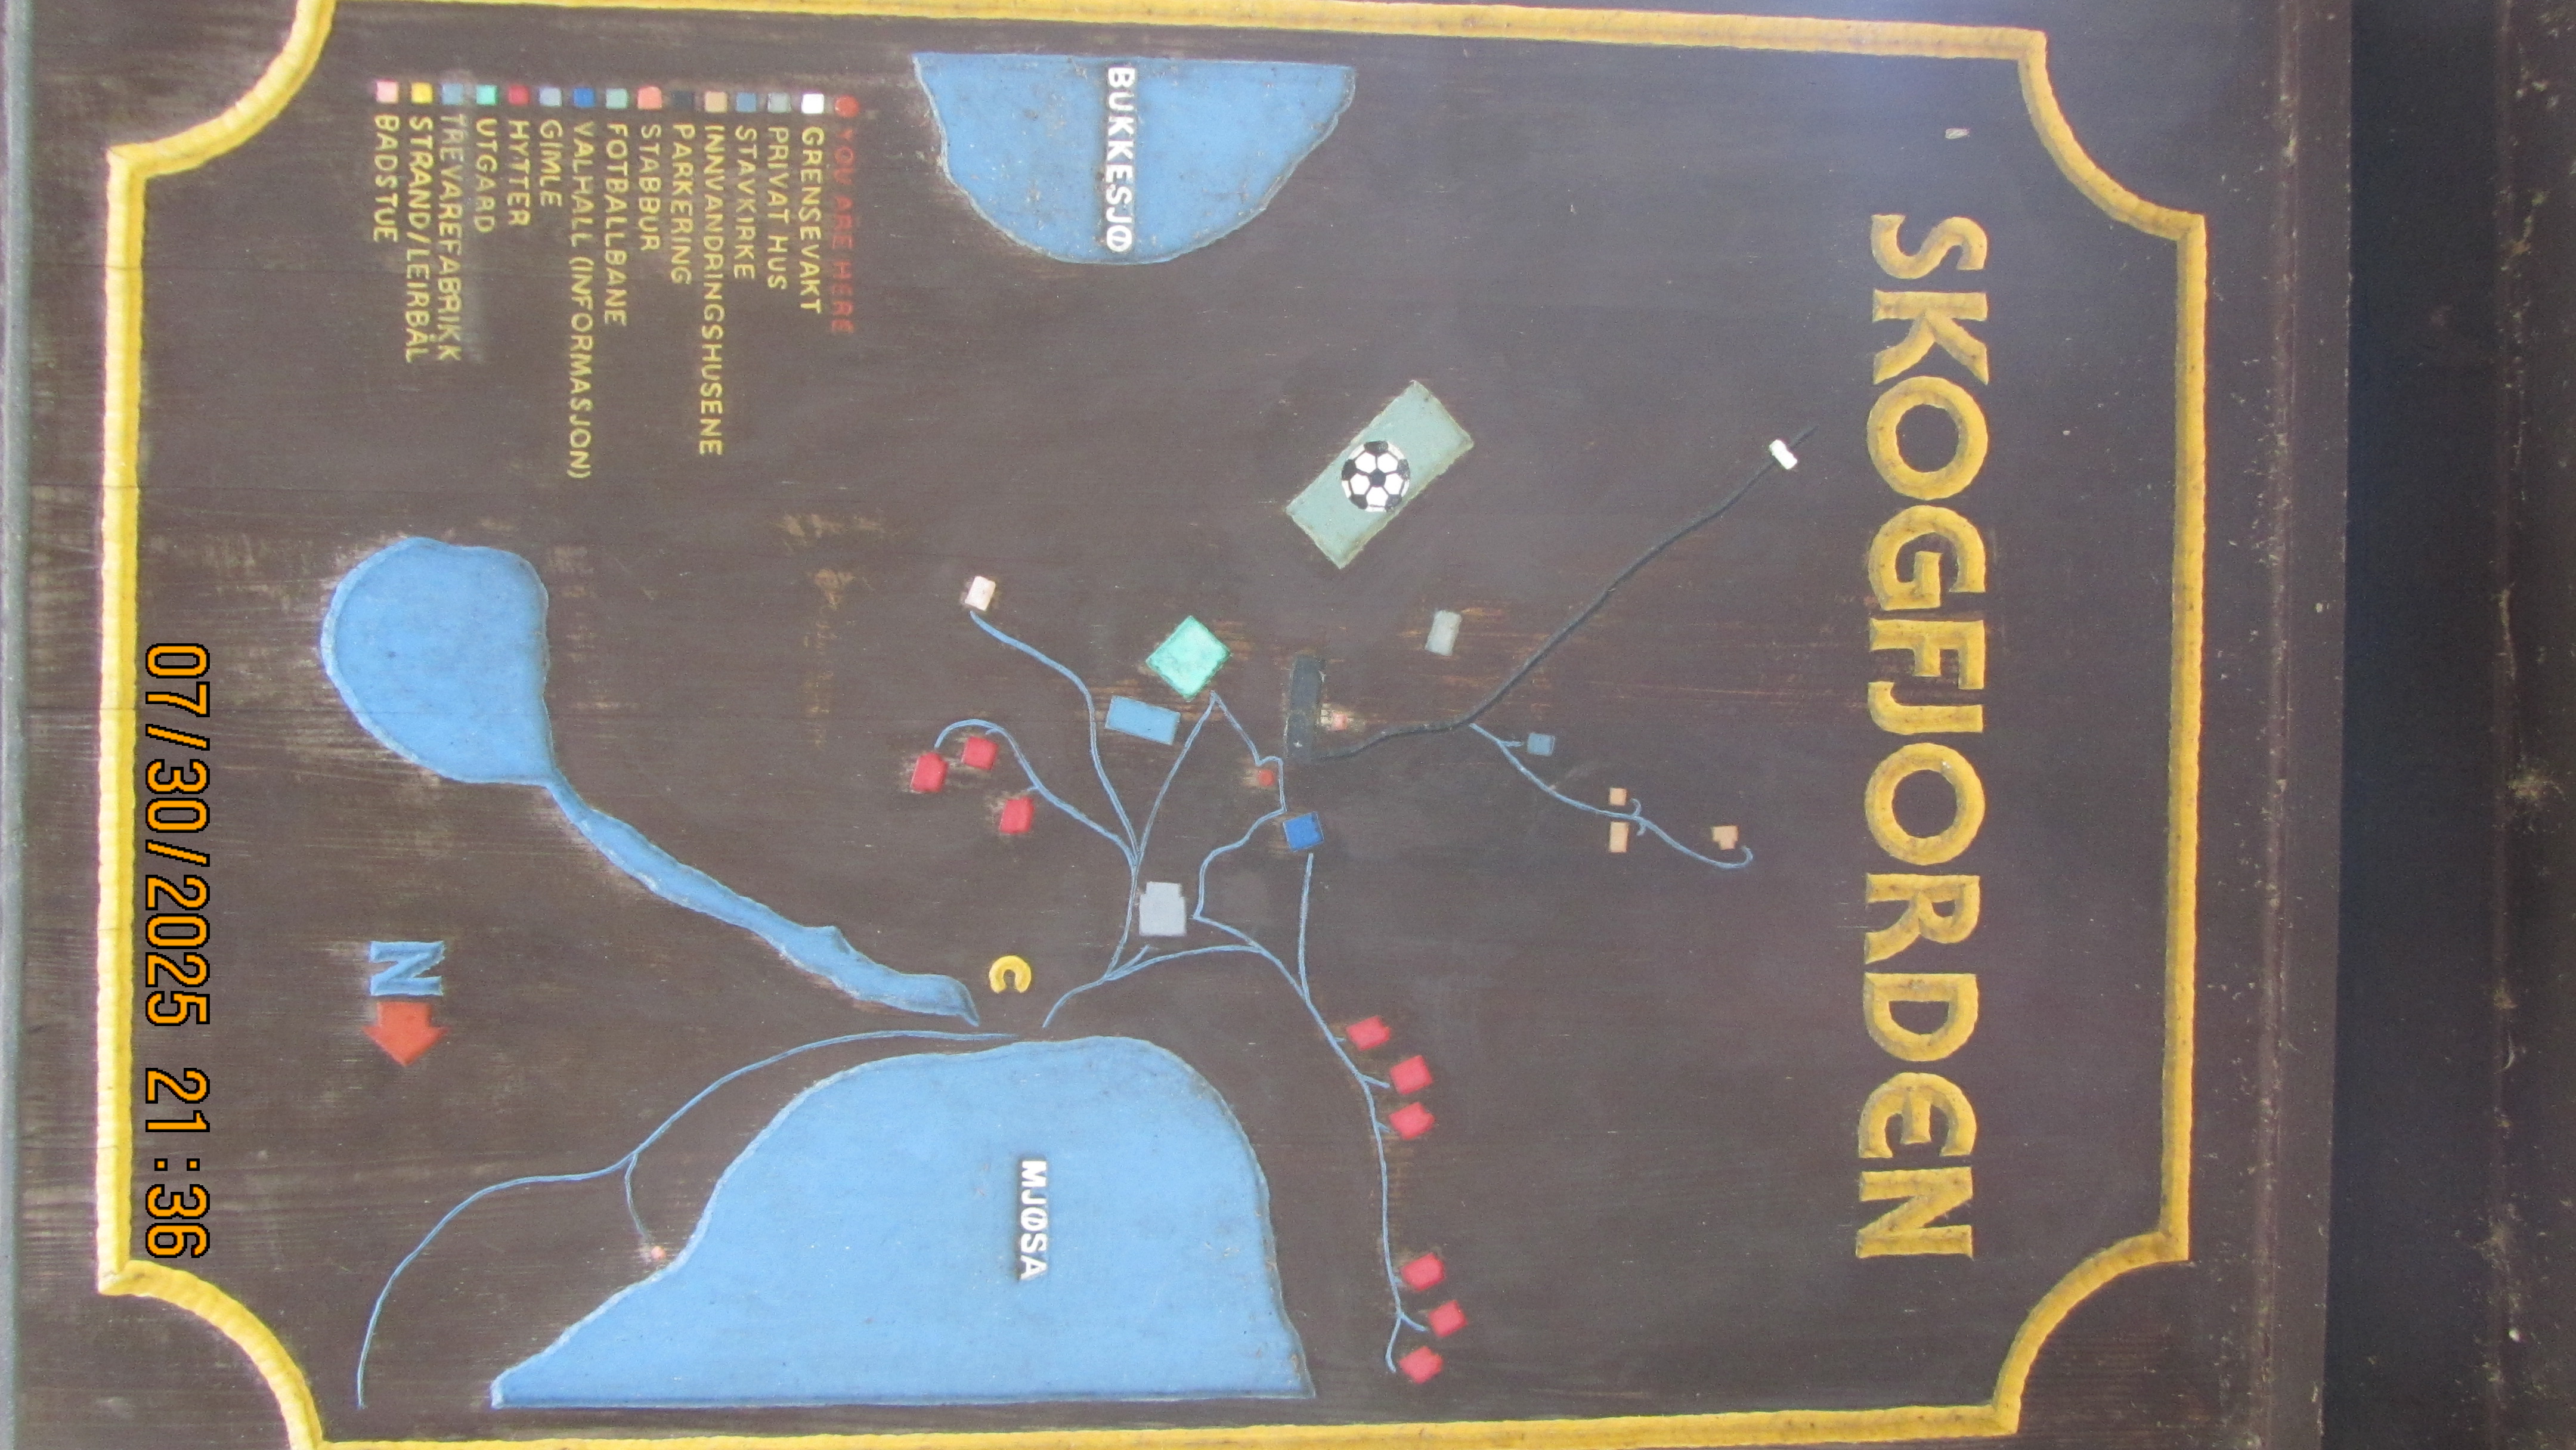 SKOGFJORDEN
BUKKESJØ
MJØSA
C
YOU ARE HERE
GRENSEVAKT
PRIVAT HUS
STAVKIRKE
INNVANDRINGSHUSENE
PARKERING
STABBUR
FOTBALLBANE
VALHALL (INFORMASJON)
GIMLE
HYTTER
UTGARD
TREVAREFABRIKK
STRAND/LEIRBÅL
BADSTUE
N
07/30/2025 21:36